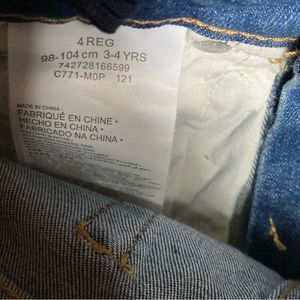 4 REG
98-104 cm 3-4 YRS
742728166599
C771-M0P 121
MADE IN CHINA
FABRIQUÉ EN CHINE
HECHO EN CHINA
FABRICADO NA CHINA